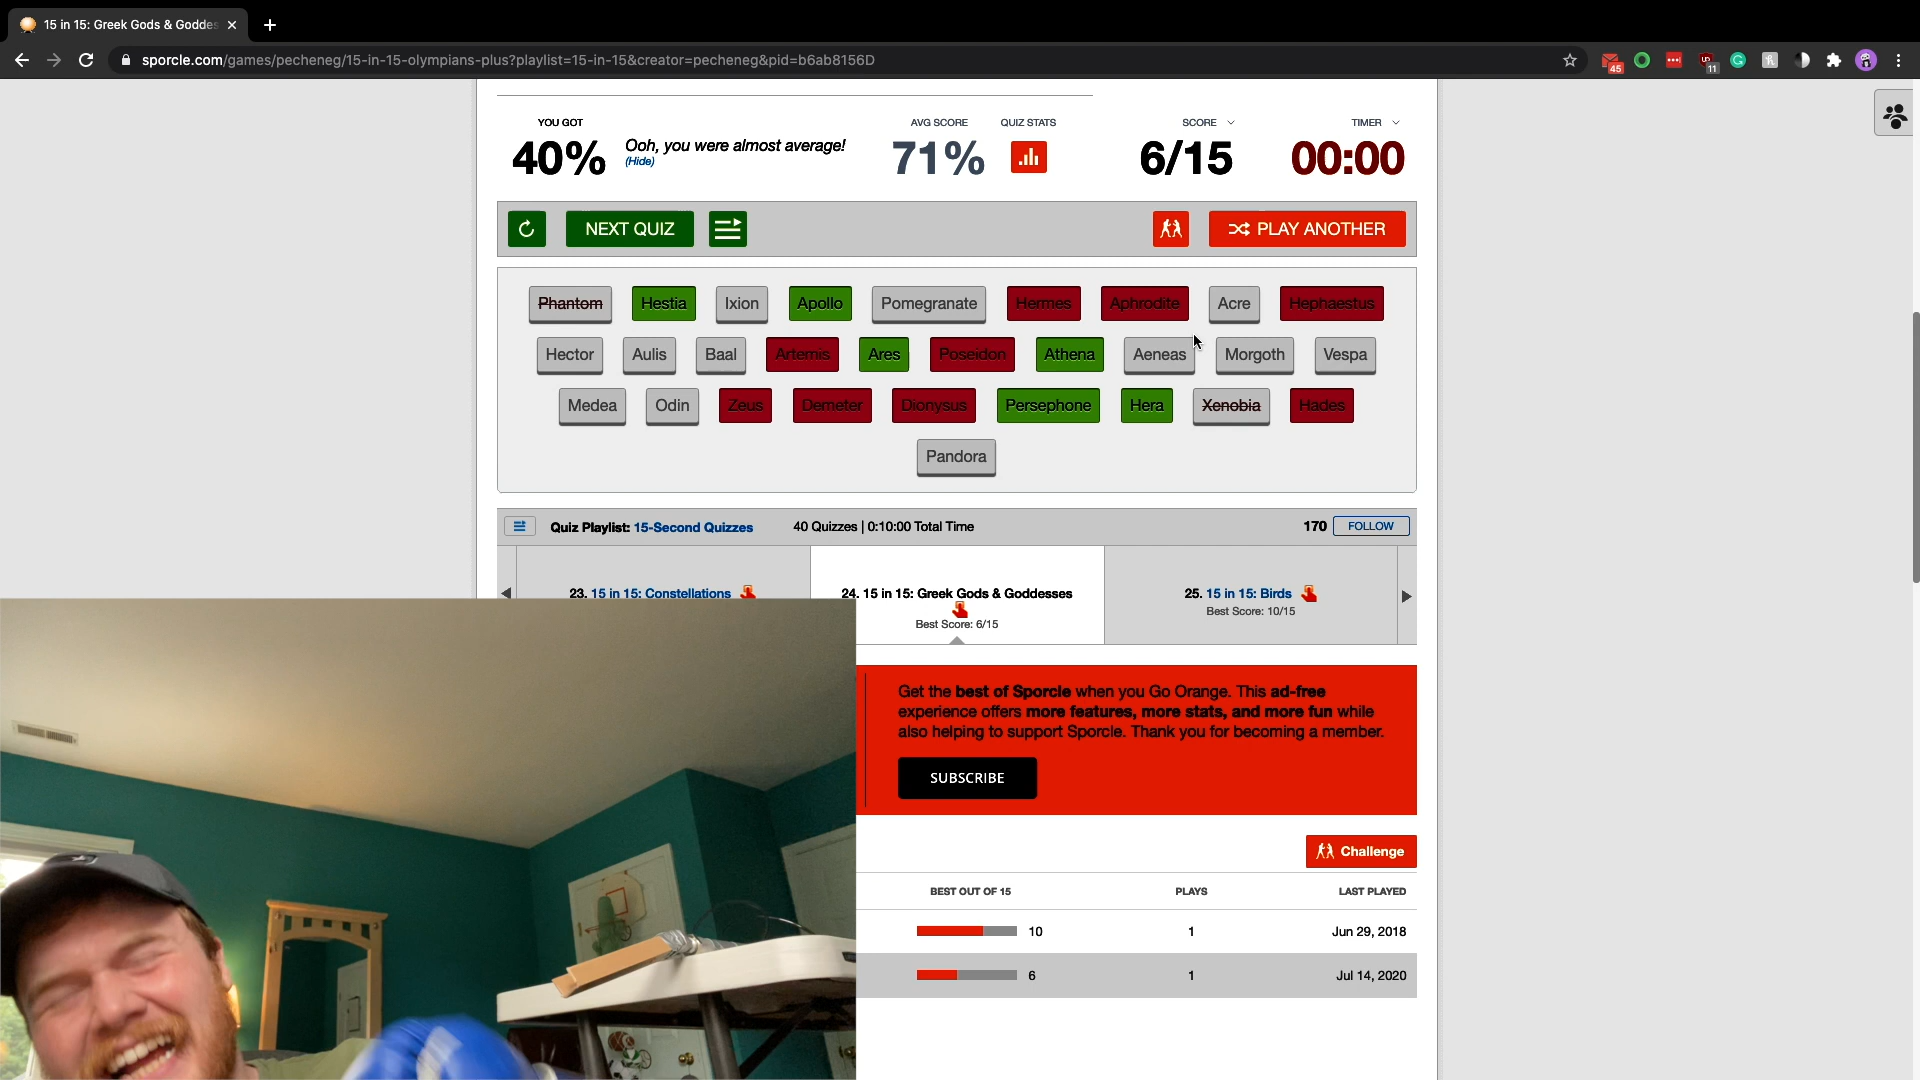 15 in 15: Greek Gods & Goddes
sporcle.com/games/pecheneg/15-in-15-olympians-plus?playlist=15-in-15&creator=pecheneg&pid=b6ab8156D
45
11
YOU GOT
AVG SCORE
QUIZ STATS
SCORE
TIMER
40%
Ooh, you were almost average!
(Hide)
71%
6/15
00:00
NEXT QUIZ
PLAY ANOTHER
Phantom Hestia Ixion Apollo Pomegranate Hermes Aphrodite Acre Hephaestus
Hector Aulis Baal Artemis Ares Poseidon Athena Aeneas Morgoth Vespa
Medea Odin Zeus Demeter Dionysus Persephone Hera Xenobia Hades
Pandora
Quiz Playlist: 15-Second Quizzes 40 Quizzes | 0:10:00 Total Time 170 FOLLOW
23. 15 in 15: Constellations
24. 15 in 15: Greek Gods & Goddesses
Best Score: 6/15
25. 15 in 15: Birds
Best Score: 10/15
Get the best of Sporcle when you Go Orange. This ad-free
experience offers more features, more stats, and more fun while
also helping to support Sporcle. Thank you for becoming a member.
SUBSCRIBE
Challenge
BEST OUT OF 15 PLAYS LAST PLAYED
10 1 Jun 29, 2018
6 1 Jul 14, 2020